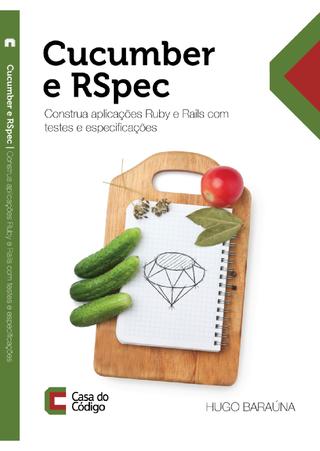 Cucumber e RSpec | Construa aplicações Ruby e Rails com testes e especificações
Cucumber
e RSpec
Construa aplicações Ruby e Rails com
testes e especificações
Casa do
Código
HUGO BARAÚNA